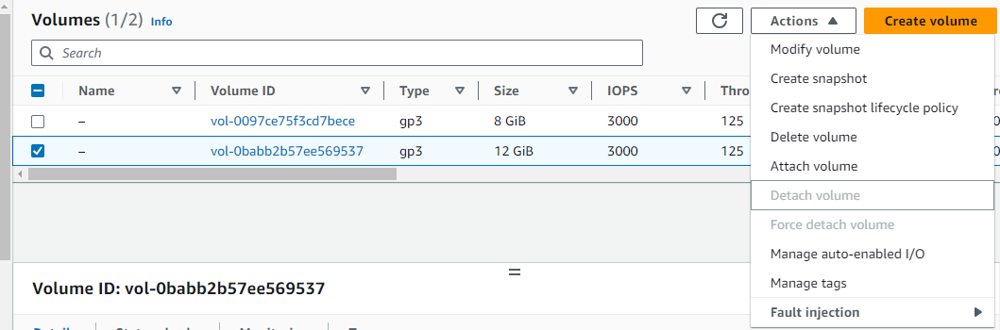 Volumes (1/2) Info
Actions
Create volume
Search
Name Volume ID Type Size IOPS Thro
– vol-0097ce75f3cd7bece gp3 8 GiB 3000 125
– vol-0babb2b57ee569537 gp3 12 GiB 3000 125
Modify volume
Create snapshot
Create snapshot lifecycle policy
Delete volume
Attach volume
Detach volume
Force detach volume
Manage auto-enabled I/O
Manage tags
Fault injection
Volume ID: vol-0babb2b57ee569537